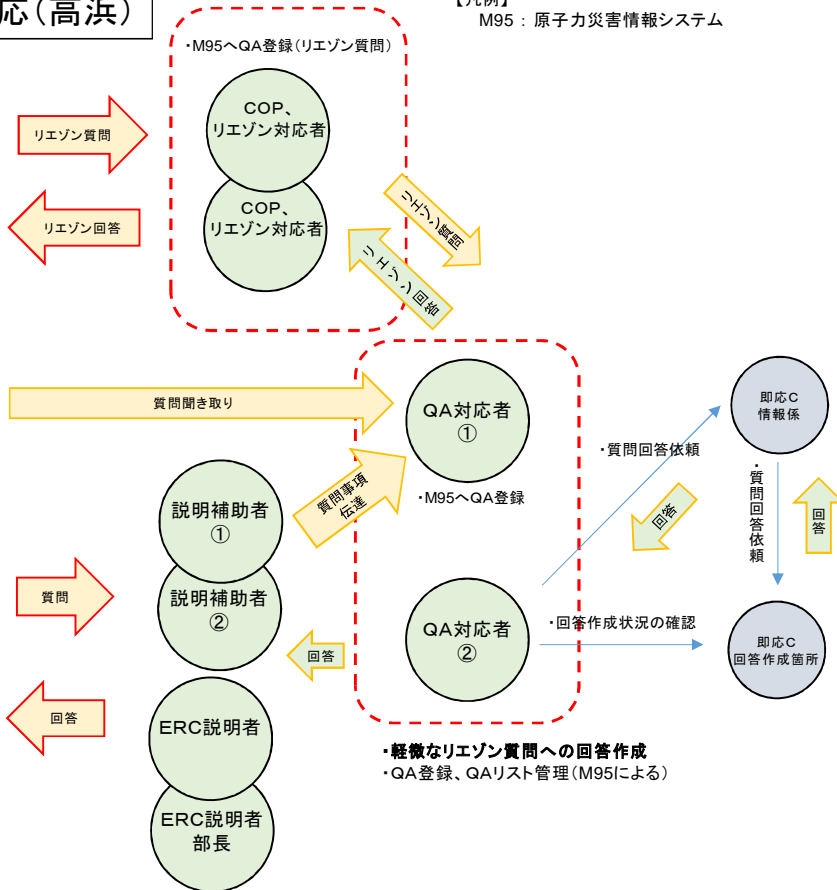 応(高浜)
【凡例】
M95 : 原子力災害情報システム
・M95へQA登録(リエゾン質問)
COP、
リエゾン対応者
COP、
リエゾン対応者
リエゾン質問
リエゾン回答
リエゾン質問
リエゾン回答
質問聞き取り
QA対応者
①
・M95へQA登録
即応C
情報係
・質問回答依頼
・質問回答依頼
回答
回答
質問事項
伝達
説明補助者
①
説明補助者
②
質問
回答
QA対応者
②
・回答作成状況の確認
即応C
回答作成箇所
回答
ERC説明者
ERC説明者
部長
・軽微なリエゾン質問への回答作成
・QA登録、QAリスト管理(M95による)